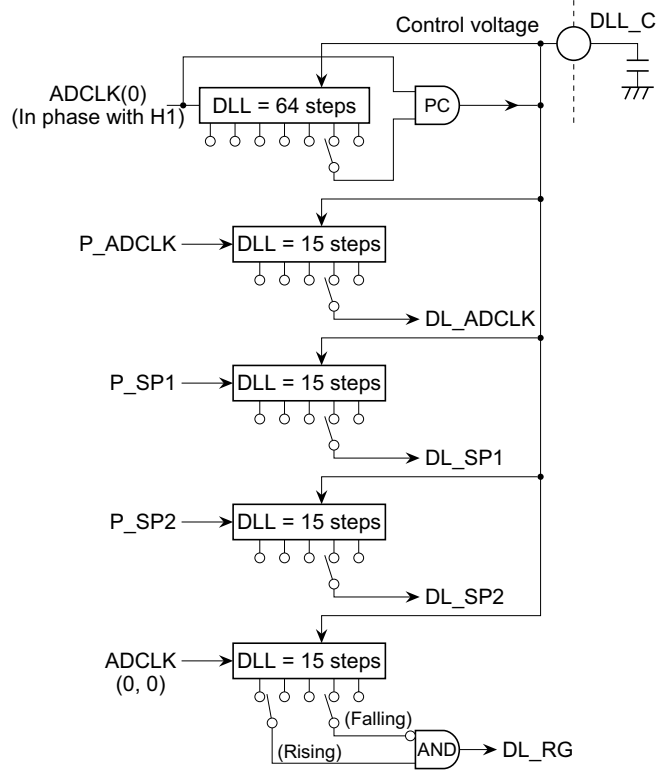 Control voltage
DLL_C
ADCLK(0)
(In phase with H1)
DLL = 64 steps
PC
P_ADCLK
DLL = 15 steps
DL_ADCLK
P_SP1
DLL = 15 steps
DL_SP1
P_SP2
DLL = 15 steps
DL_SP2
ADCLK
(0, 0)
DLL = 15 steps
(Falling)
(Rising)
AND
DL_RG